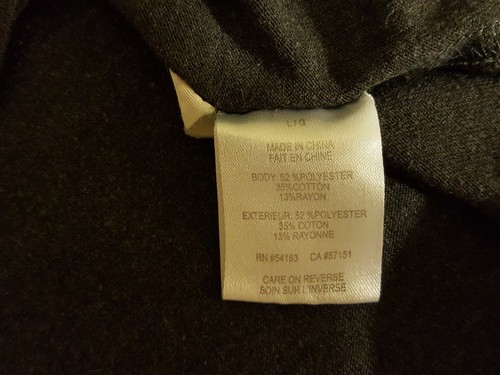 L/G
MADE IN CHINA
FAIT EN CHINE
BODY: 52 %POLYESTER
35%COTTON
13%RAYON
EXTERIEUR: 52 %POLYESTER
35% COTON
13% RAYONNE
RN #54163 CA #57151
CARE ON REVERSE
SOIN SUR L'INVERSE